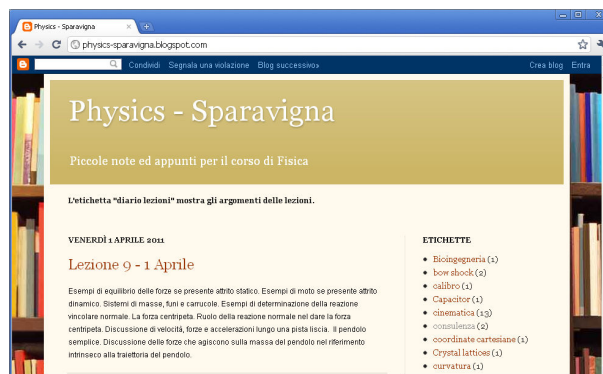 Physics - Sparavigna
physics-sparavigna.blogspot.com
Condividi Segnala una violazione Blog successivo» Crea blog Entra
Physics - Sparavigna
Piccole note ed appunti per il corso di Fisica
L'etichetta "diario lezioni" mostra gli argomenti delle lezioni.
VENERDÌ 1 APRILE 2011
Lezione 9 - 1 Aprile
Esempi di equilibrio delle forze se presente attrito statico. Esempi di moto se presente attrito
dinamico. Sistemi di masse, funi e carrucole. Esempi di determinazione della reazione
vincolare normale. La forza centripeta. Ruolo della reazione normale nel dare la forza
centripeta. Discussione di velocità, forze e accelerazioni lungo una pista liscia. Il pendolo
semplice. Discussione delle forze che agiscono sulla massa del pendolo nel riferimento
intrinseco alla traiettoria del pendolo.
ETICHETTE
Bioingegneria (1)
bow shock (2)
calibro (1)
Capacitor (1)
cinematica (13)
consulenza (2)
coordinate cartesiane (1)
Crystal lattices (1)
curvatura (1)